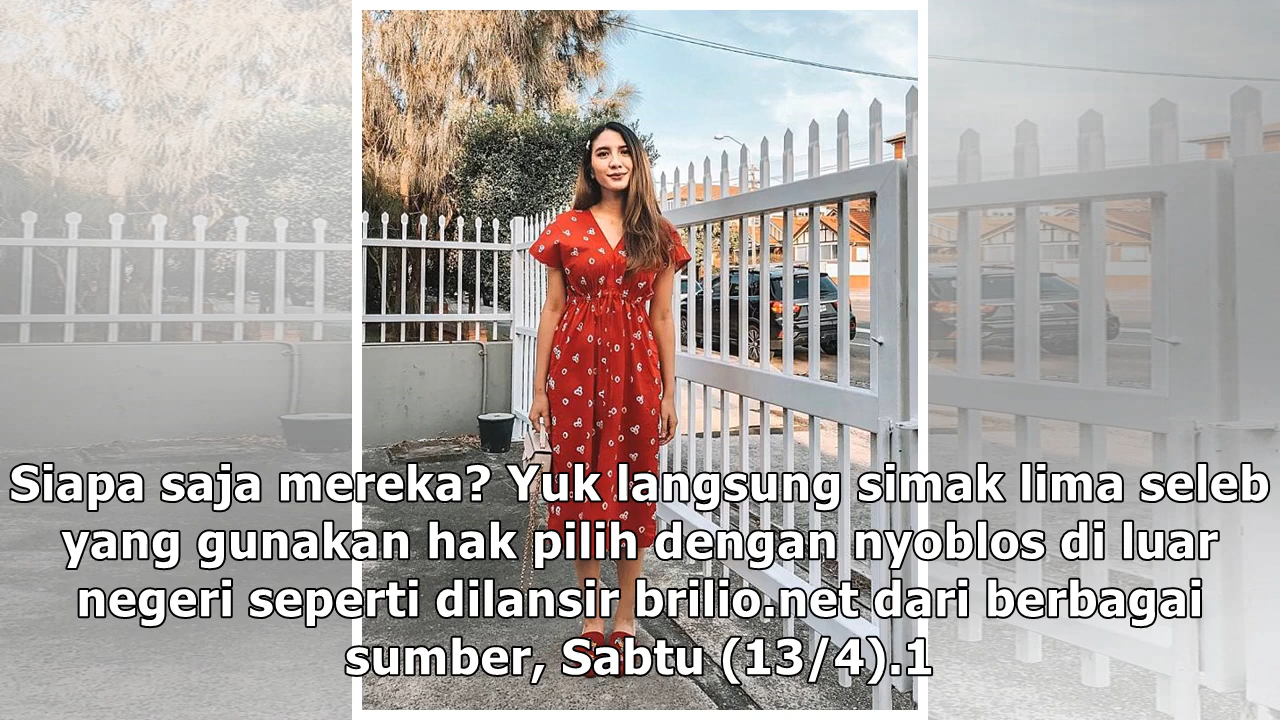 Siapa saja mereka? Yuk langsung simak lima seleb
yang gunakan hak pilih dengan nyoblos di luar
negeri seperti dilansir brilio.net dari berbagai
sumber, Sabtu (13/4).1